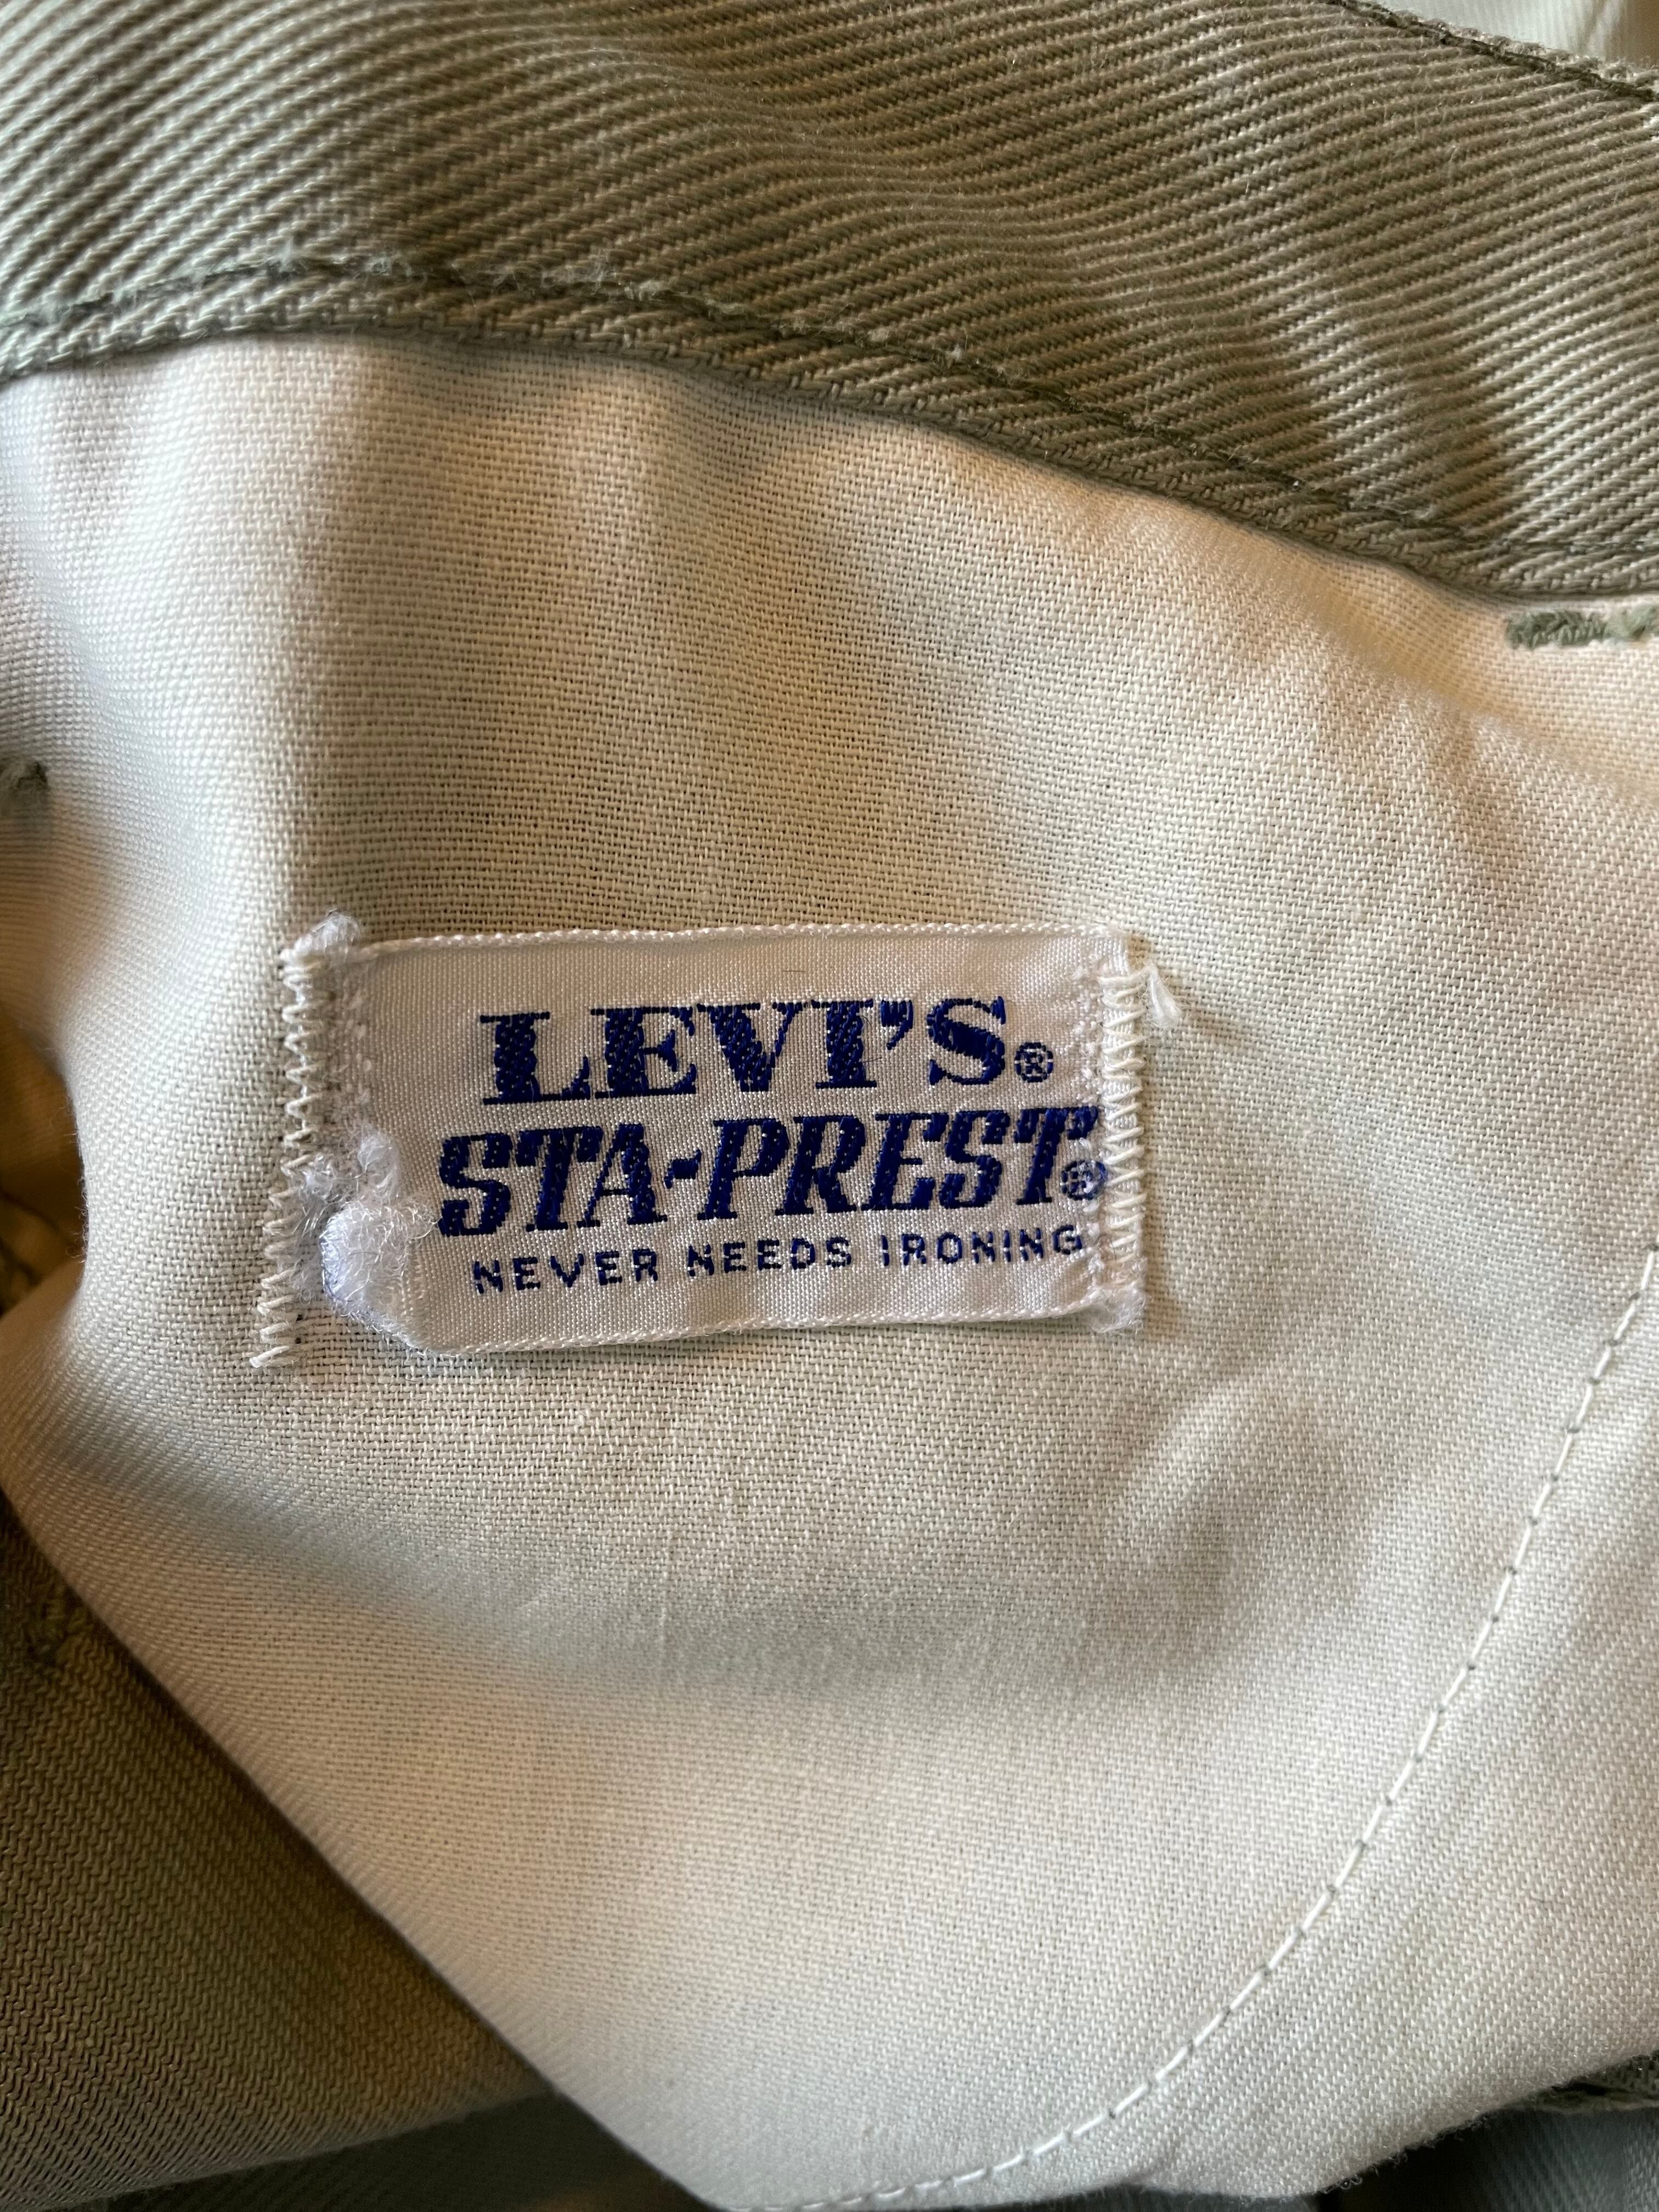 LEVI'S®
STA-PREST®
NEVER NEEDS IRONING